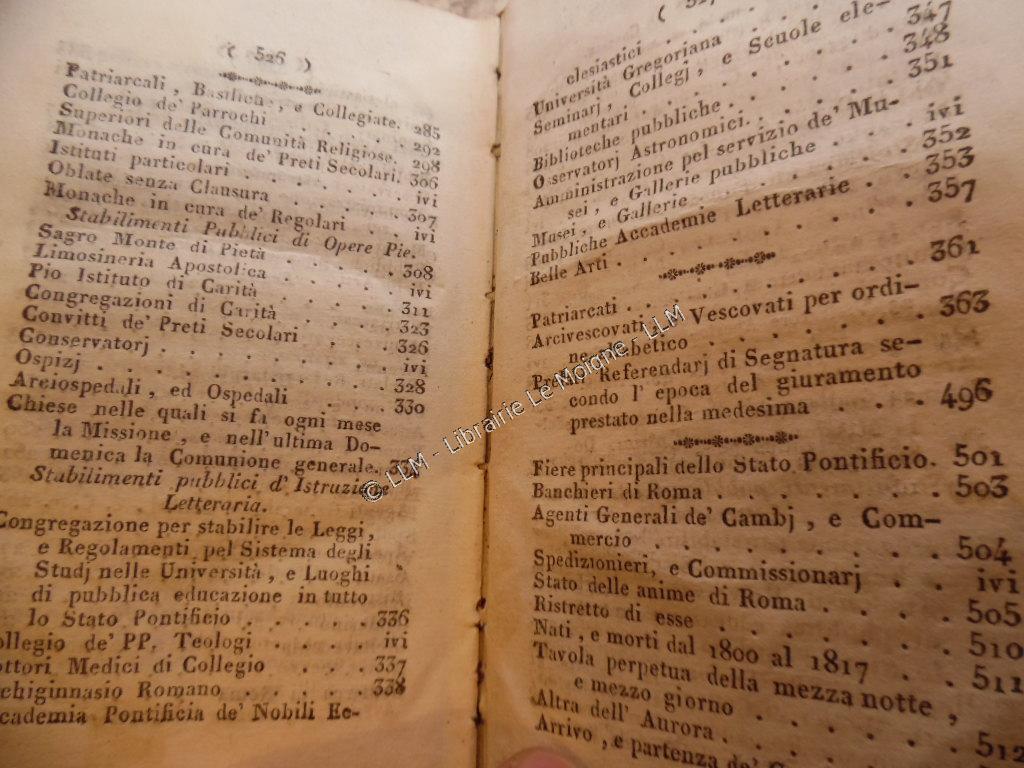 ( 526 )
Patriarcali , Basiliche , e Collegiate. 285
Collegio de' Parrochi . . . . . 292
Superiori delle Comunità Religiose. 298
Monache in cura de' Preti Secolari. 306
Istituti particolari . . . . . . ivi
Oblate senza Clausura . . . . . 307
Monache in cura de' Regolari . . ivi
Stabilimenti Pubblici di Opere Pie.
Sagro Monte di Pietà . . . . . 308
Limosineria Apostolica . . . . . ivi
Pio Istituto di Carità . . . . . 311
Congregazioni di Carità . . . . 323
Convitti de' Preti Secolari . . . 326
Conservatorj . . . . . . . . ivi
Ospizj . . . . . . . . . . 328
Arciospedali , ed Ospedali . . . 330
Chiese nelle quali si fa ogni mese
la Missione , e nell' ultima Do-
menica la Comunione generale.
Stabilimenti pubblici d' Istruzione
Letteraria.
Congregazione per stabilire le Leggi,
e Regolamenti pel Sistema degli
Studj nelle Università , e Luoghi
di pubblica educazione in tutto
lo Stato Pontificio . . . . . 336
ollegio de' PP. Teologi . . . . ivi
ottori Medici di Collegio . . . 337
chiginnasio Romano . . . . . 338
ccademia Pontificia de' Nobili Ec-
clesiastici . . . . . . . 347
Università Gregoriana . . . . 348
Seminarj , Collegj , e Scuole ele-
mentari . . . . . . . . 351
Biblioteche pubbliche . . . . .
Osservatorj Astronomici . . . . ivi
Amministrazione pel servizio de' Mu-
sei , e Gallerie pubbliche . . . 352
Musei , e Gallerie . . . . . . 353
Pubbliche Accademie Letterarie . . 357
Belle Arti . . . . . . . .
Patriarcati . . . . . . . . 361
Arcivescovati Vescovati per ordi-
ne alfabetico . . . . . . . 363
Referendarj di Segnatura se-
condo l' epoca del giuramento
prestato nella medesima . . . 496
Fiere principali dello Stato Pontificio. 501
Banchieri di Roma . . . . . . 503
Agenti Generali de' Cambj , e Com-
mercio . . . . . . . . . 504
Spedizionieri, e Commissionarj . . ivi
Stato delle anime di Roma . . . 505
Ristretto di esse . . . . . . 510
Nati , e morti dal 1800 al 1817 . . 511
Tavola perpetua della mezza notte ,
e mezzo giorno . . . . . . 512
Altra dell' Aurora . . . . . .
Arrivo , e partenza de'
© LLM - Librairie Le Moigne - LLM